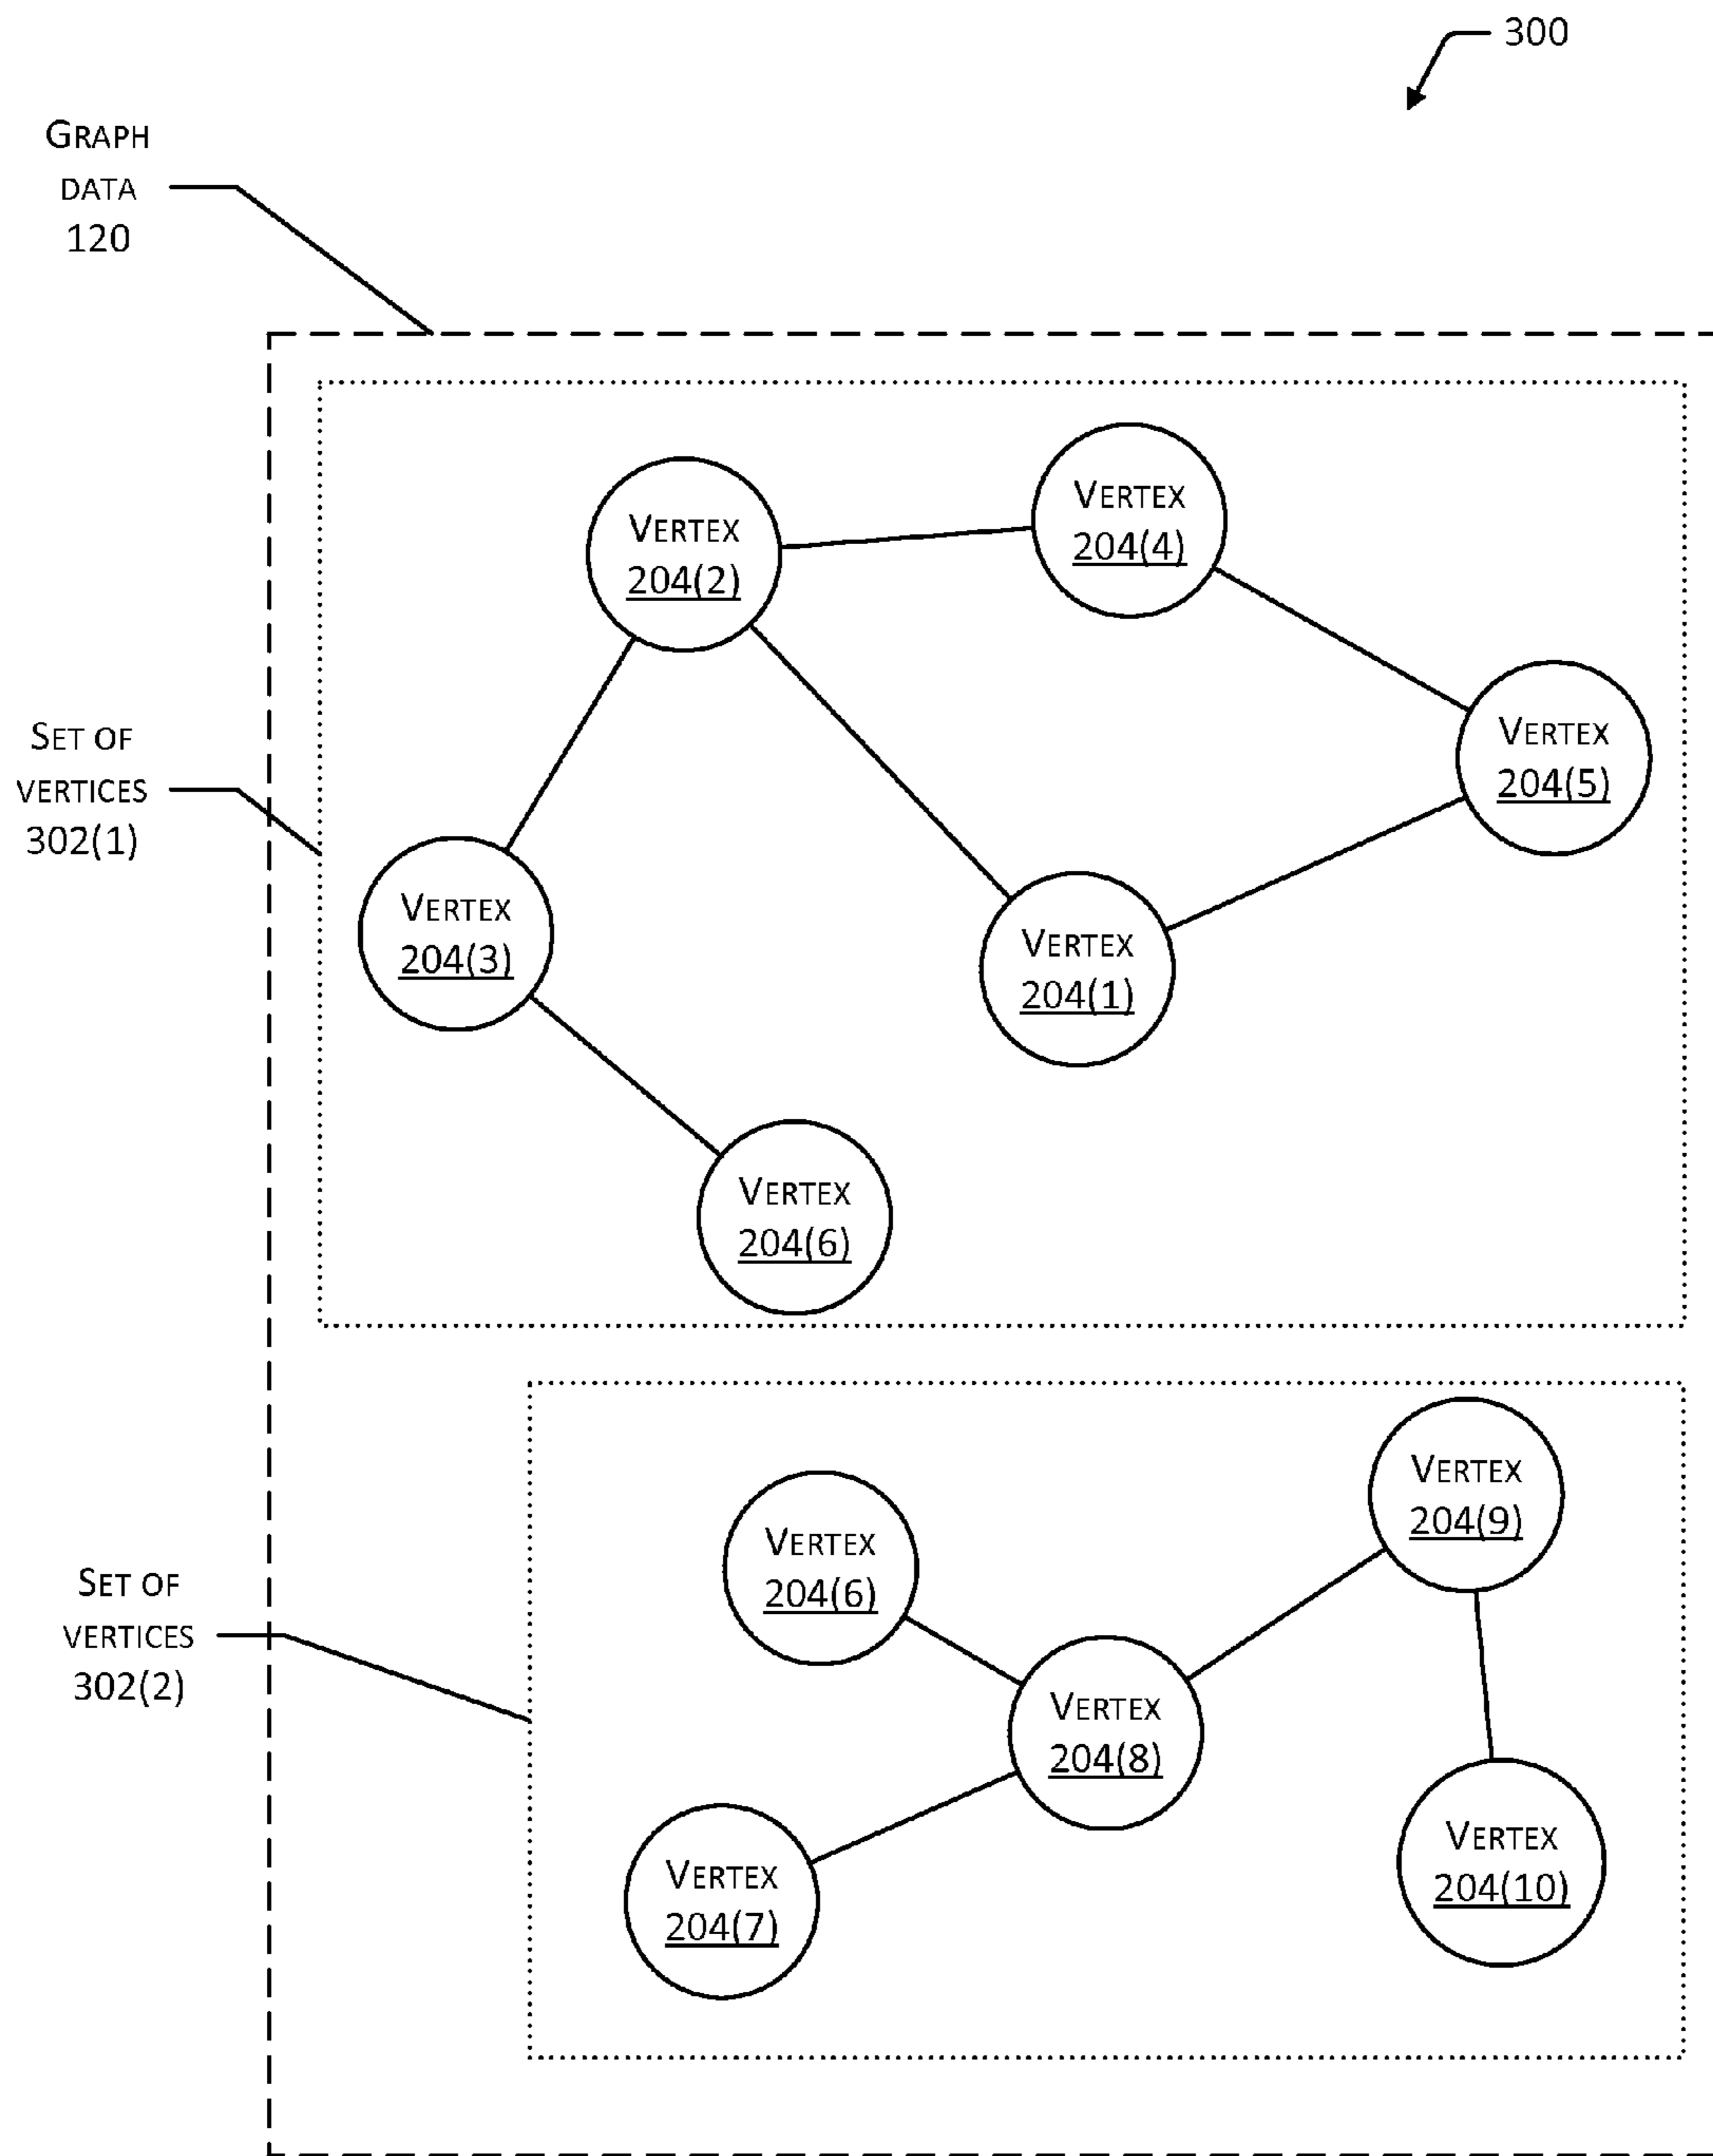 300
GRAPH
DATA
120
VERTEX
204(4)
VERTEX
204(2)
VERTEX
204(5)
SET OF
VERTICES
302(1)
VERTEX
204(3)
VERTEX
204(1)
VERTEX
204(6)
VERTEX
204(9)
VERTEX
204(6)
SET OF
VERTICES
302(2)
VERTEX
204(8)
VERTEX
204(10)
VERTEX
204(7)